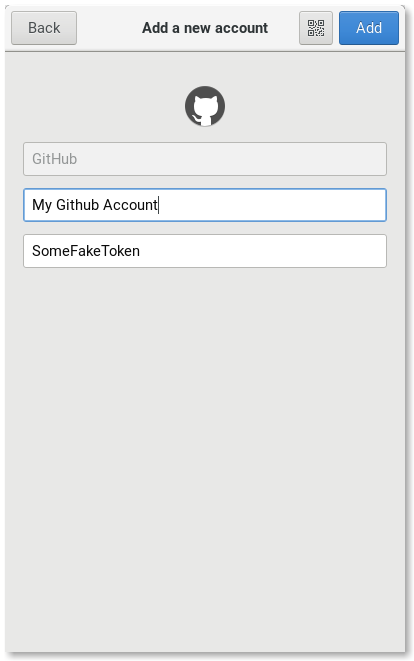 Back
Add a new account
Add
GitHub
My Github Account
SomeFakeToken